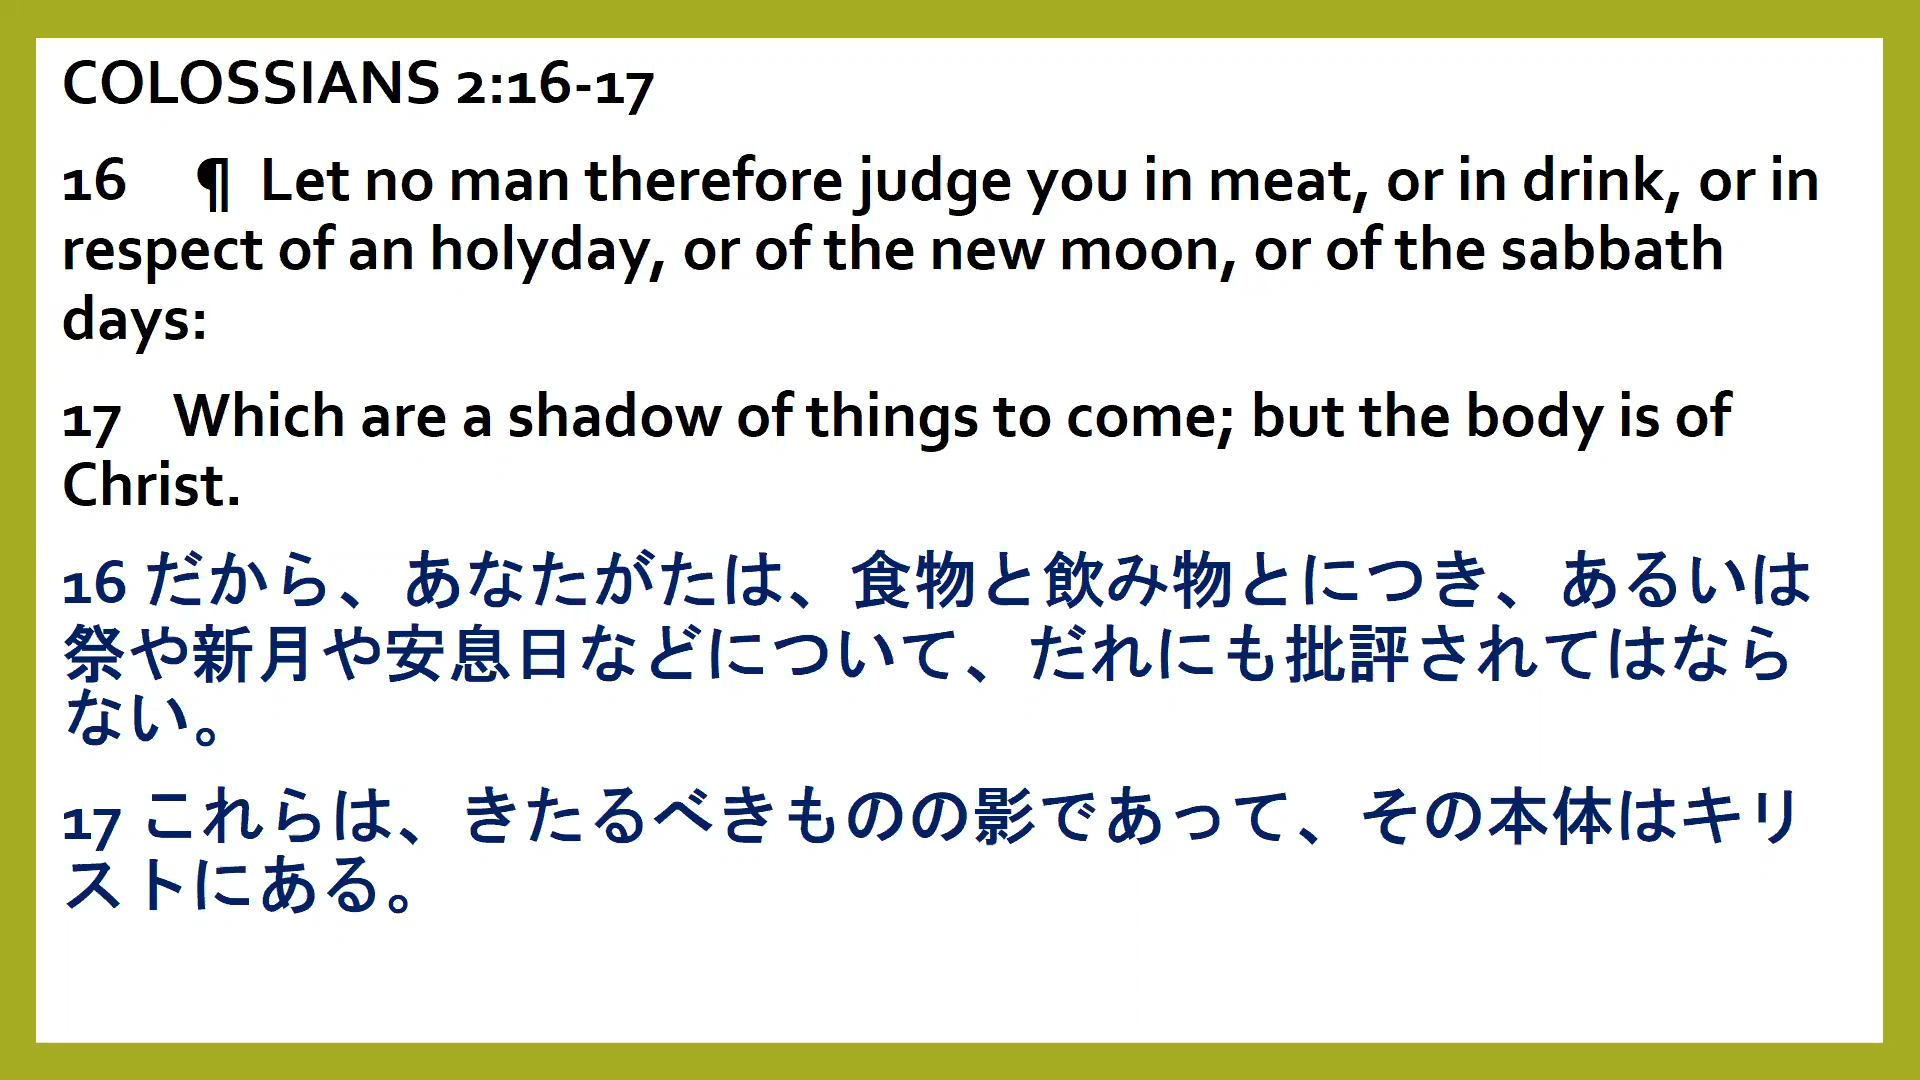 COLOSSIANS 2:16-17
16 ¶ Let no man therefore judge you in meat, or in drink, or in
respect of an holyday, or of the new moon, or of the sabbath
days:
17 Which are a shadow of things to come; but the body is of
Christ.
16 だから、あなたがたは、食物と飲み物とにつき、あるいは
祭や新月や安息日などについて、だれにも批評されてはなら
ない。
17 これらは、きたるべきものの影であって、その本体はキリ
ストにある。